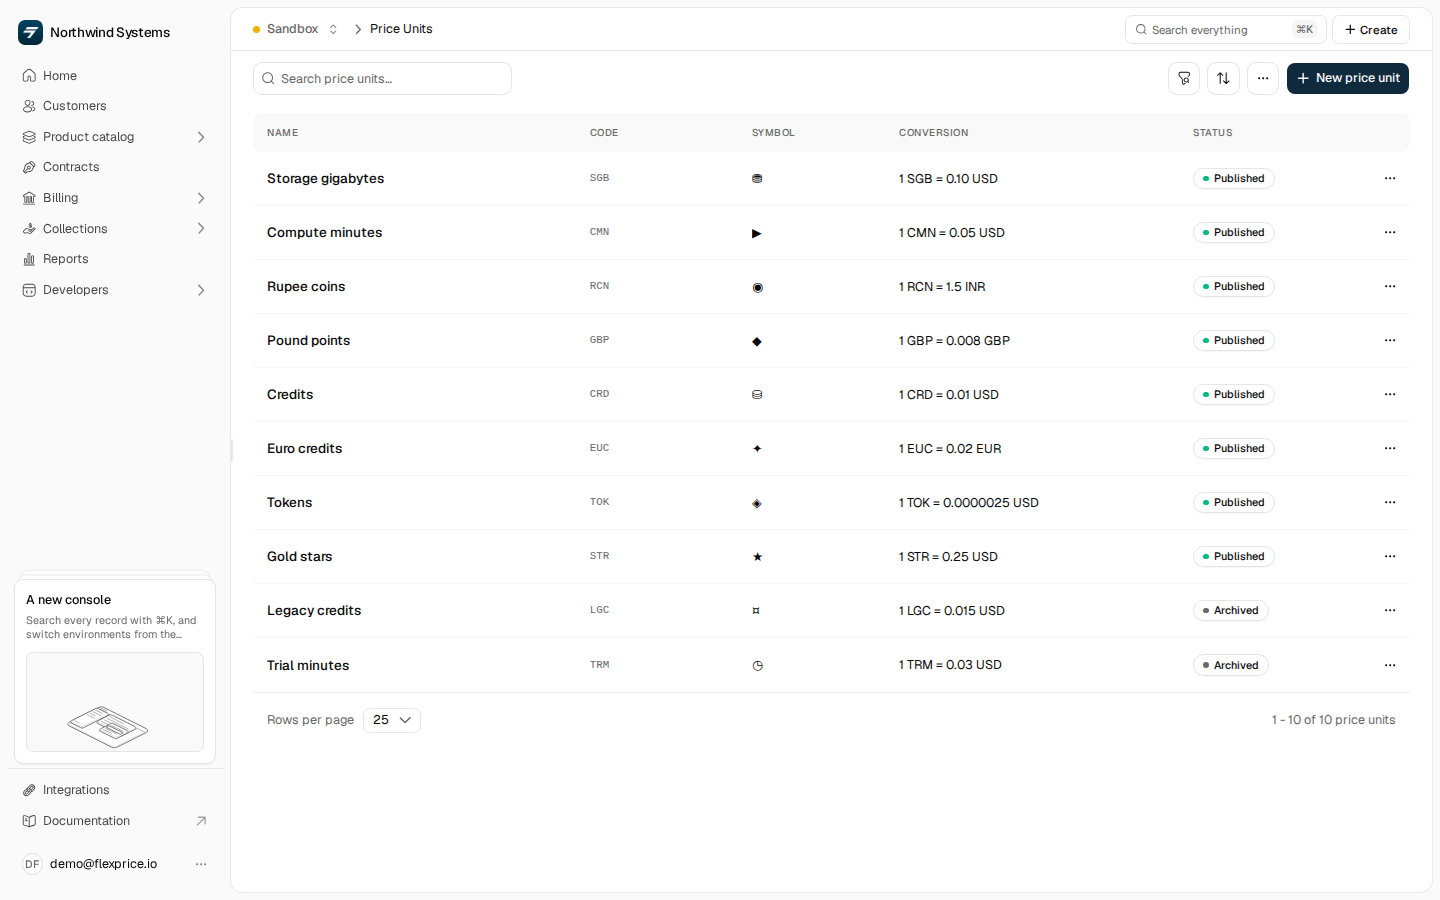 Northwind Systems
Home
Customers
Product catalog
Contracts
Billing
Collections
Reports
Developers
A new console
Search every record with ⌘K, and
switch environments from the...
Integrations
Documentation
DF demo@flexprice.io
Sandbox Price Units
Search everything ⌘K
+ Create
Search price units...
+ New price unit
NAME CODE SYMBOL CONVERSION STATUS
Storage gigabytes SGB ⛃ 1 SGB = 0.10 USD Published
Compute minutes CMN ▶ 1 CMN = 0.05 USD Published
Rupee coins RCN ◉ 1 RCN = 1.5 INR Published
Pound points GBP ◆ 1 GBP = 0.008 GBP Published
Credits CRD ⛁ 1 CRD = 0.01 USD Published
Euro credits EUC ✦ 1 EUC = 0.02 EUR Published
Tokens TOK ◈ 1 TOK = 0.0000025 USD Published
Gold stars STR ★ 1 STR = 0.25 USD Published
Legacy credits LGC ¤ 1 LGC = 0.015 USD Archived
Trial minutes TRM ◷ 1 TRM = 0.03 USD Archived
Rows per page 25
1 - 10 of 10 price units